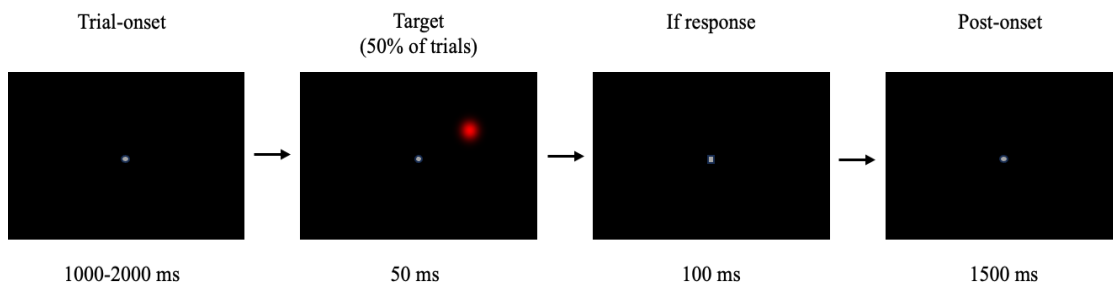 Trial-onset
Target
(50% of trials)
If response
Post-onset
1000-2000 ms
50 ms
100 ms
1500 ms